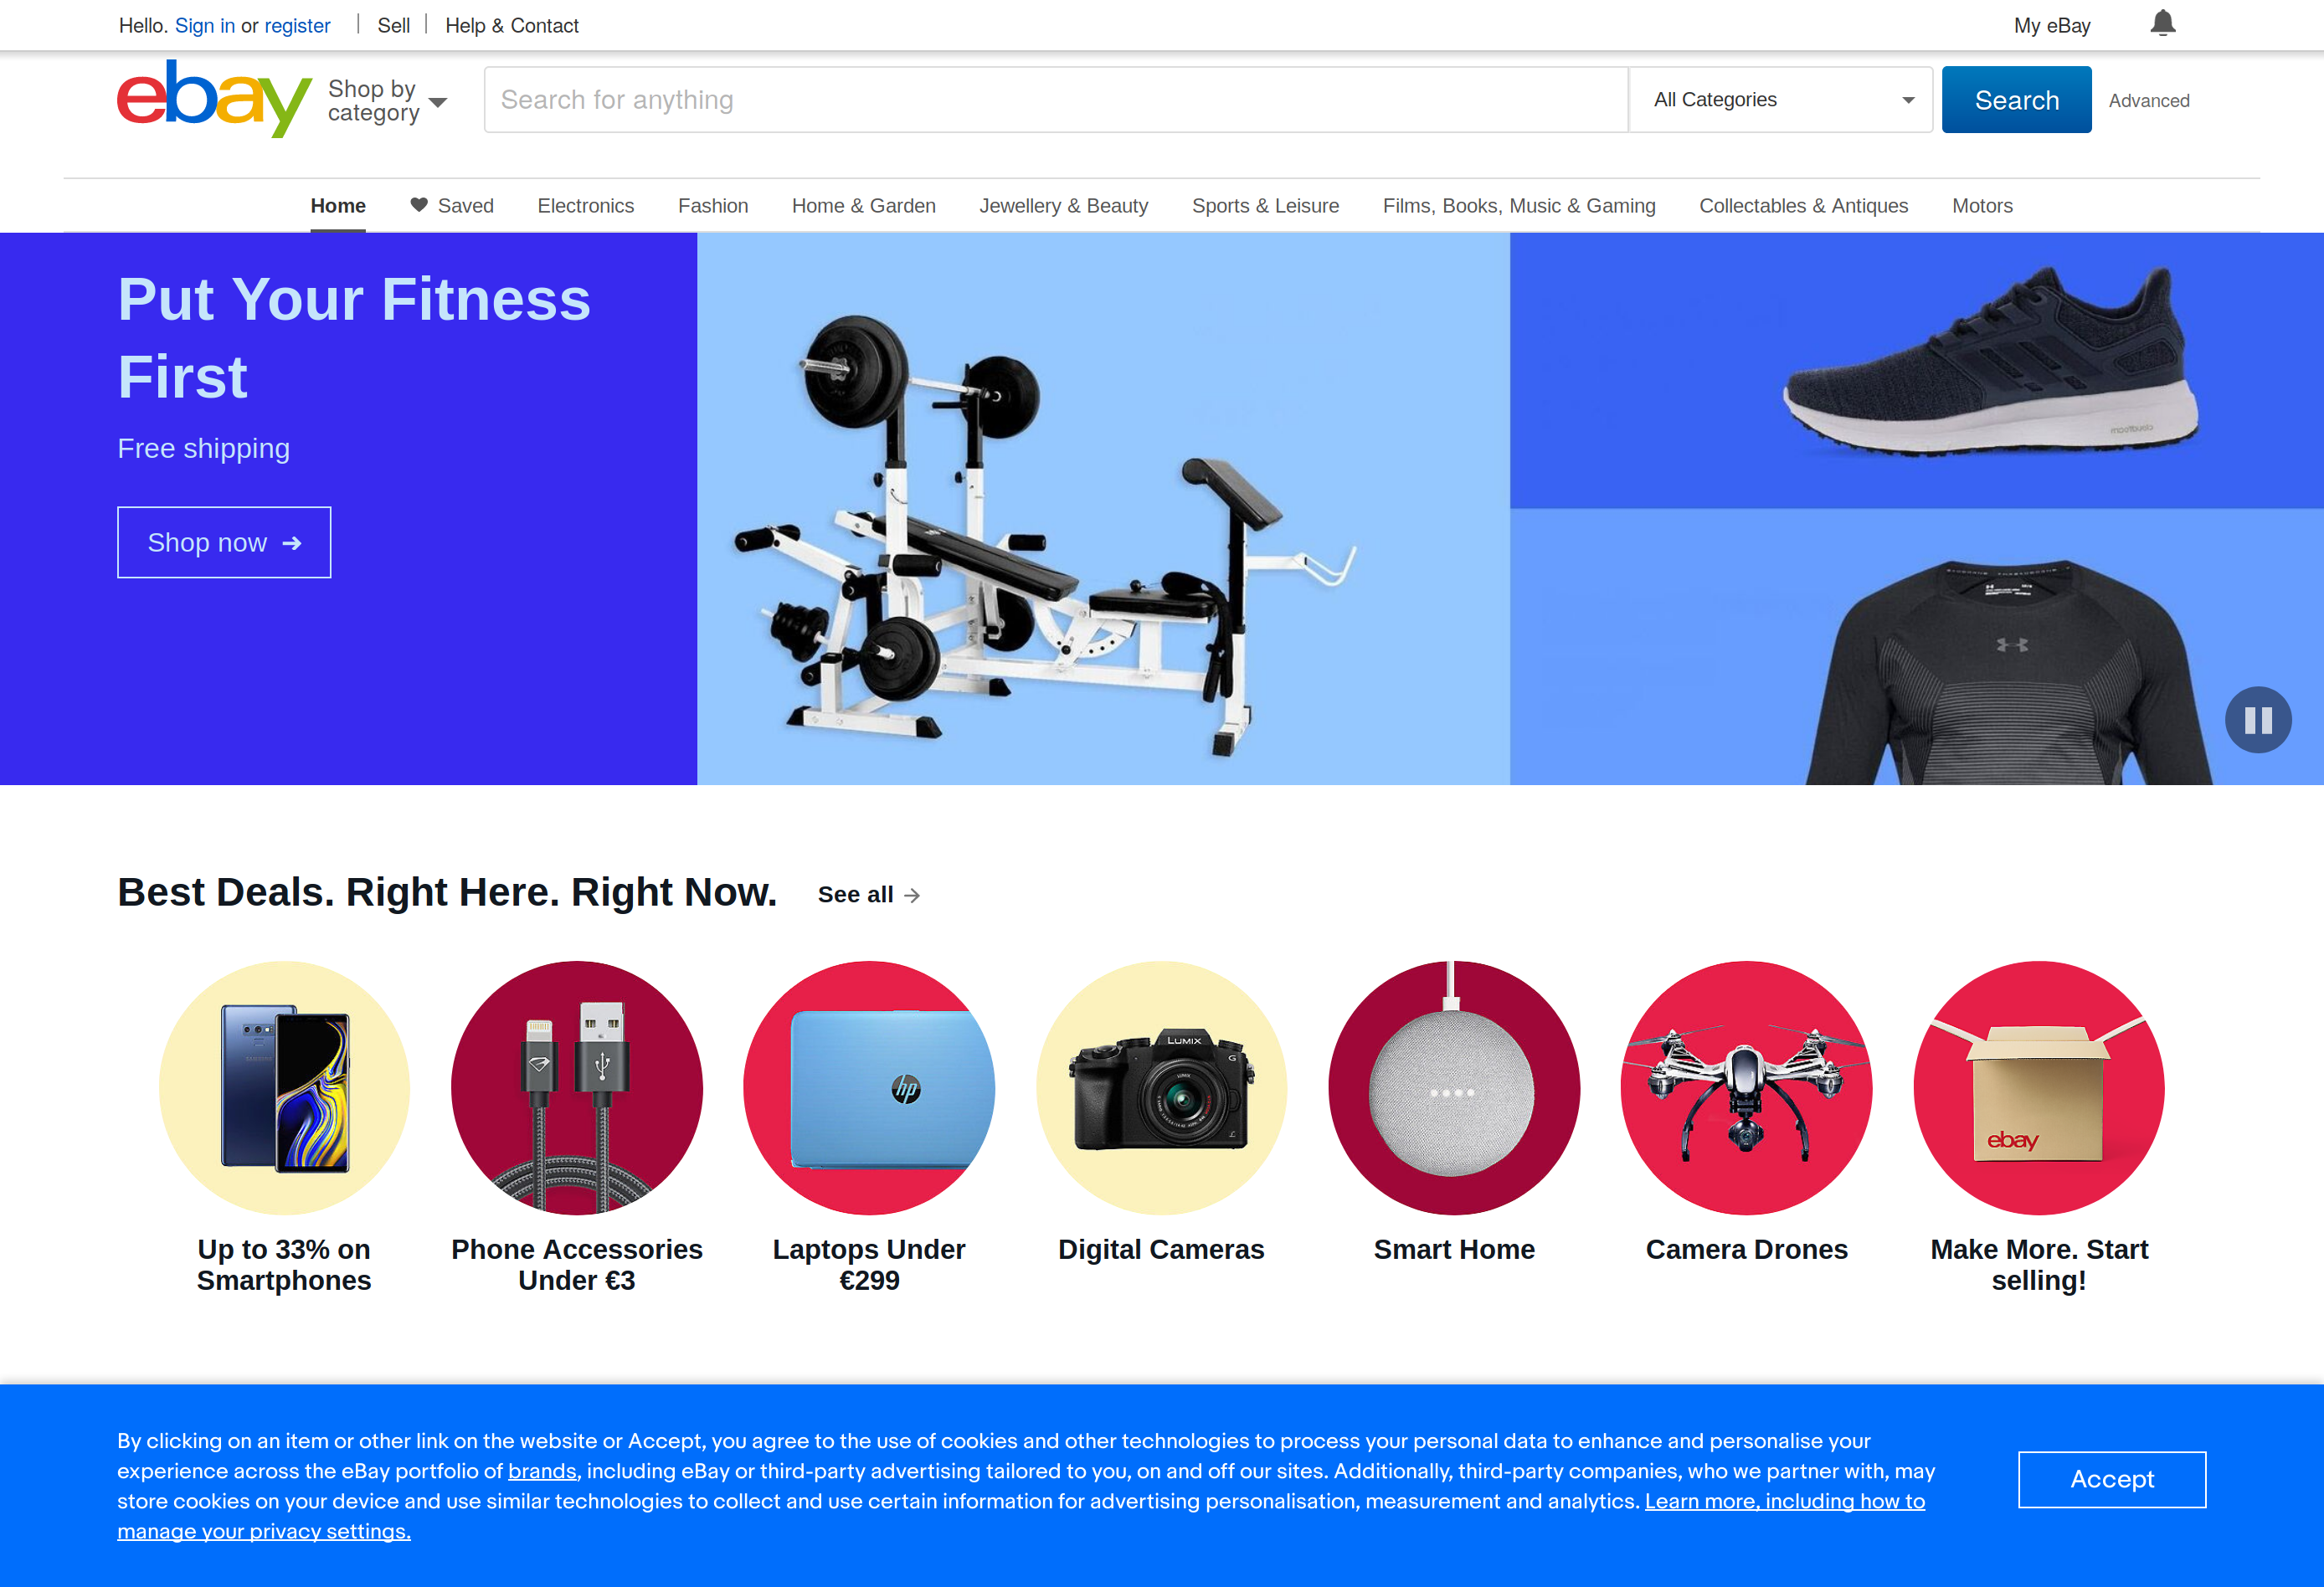 Hello. Sign in or register | Sell | Help & Contact
My eBay
ebay
Shop by
category
Search for anything
All Categories
Search
Advanced
Home
Saved
Electronics
Fashion
Home & Garden
Jewellery & Beauty
Sports & Leisure
Films, Books, Music & Gaming
Collectables & Antiques
Motors
Put Your Fitness
First
Free shipping
Shop now
Best Deals. Right Here. Right Now.
See all
SAMSUNG
hp
LUMIX
G
ebay
Up to 33% on
Smartphones
Phone Accessories
Under €3
Laptops Under
€299
Digital Cameras
Smart Home
Camera Drones
Make More. Start
selling!
By clicking on an item or other link on the website or Accept, you agree to the use of cookies and other technologies to process your personal data to enhance and personalise your
experience across the eBay portfolio of brands, including eBay or third-party advertising tailored to you, on and off our sites. Additionally, third-party companies, who we partner with, may
store cookies on your device and use similar technologies to collect and use certain information for advertising personalisation, measurement and analytics. Learn more, including how to
manage your privacy settings.
Accept